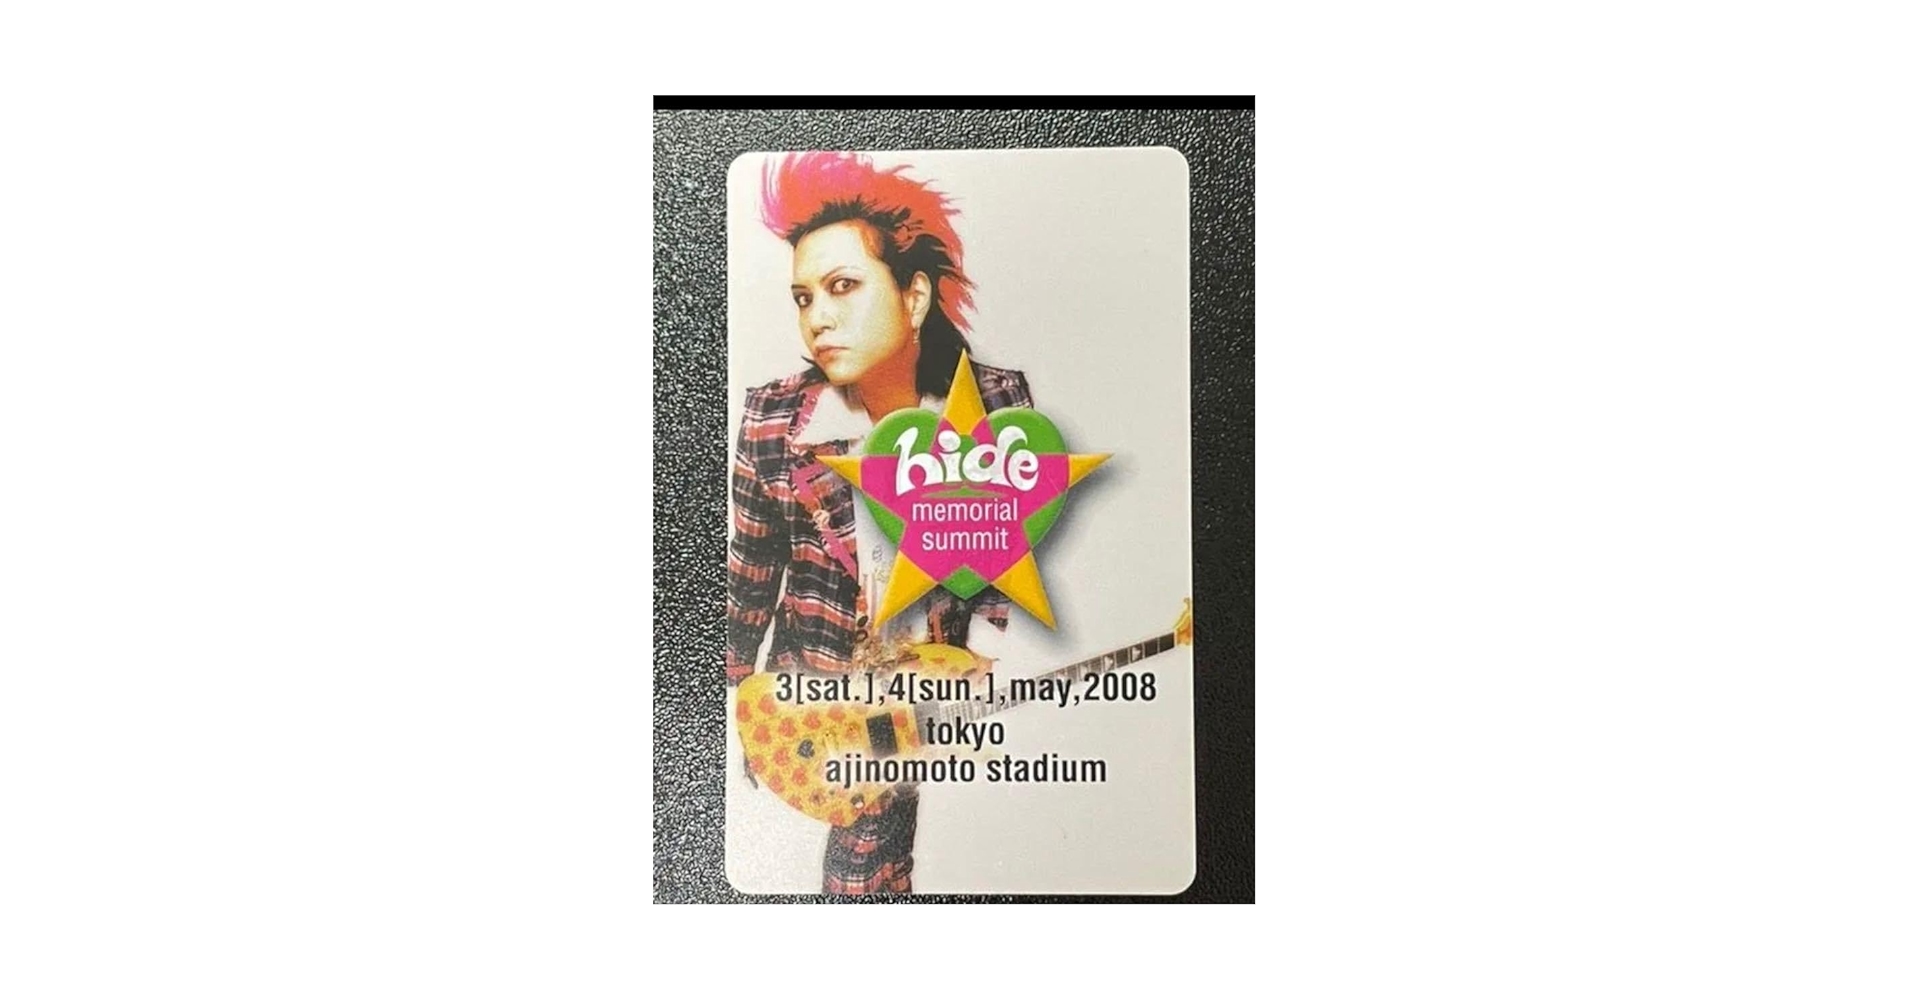 hide
memorial
summit
3[sat.],4[sun.],may,2008
tokyo
ajinomoto stadium